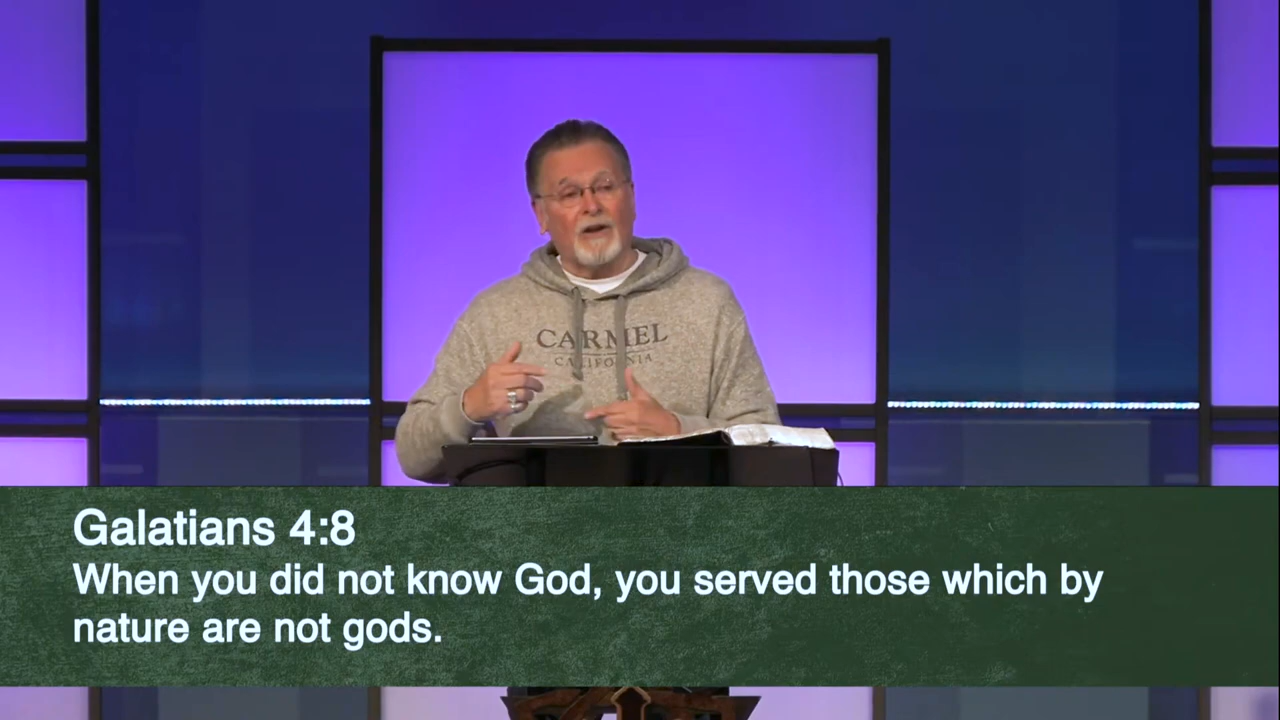 CARMEL
CALIFORNIA
Galatians 4:8
When you did not know God, you served those which by
nature are not gods.